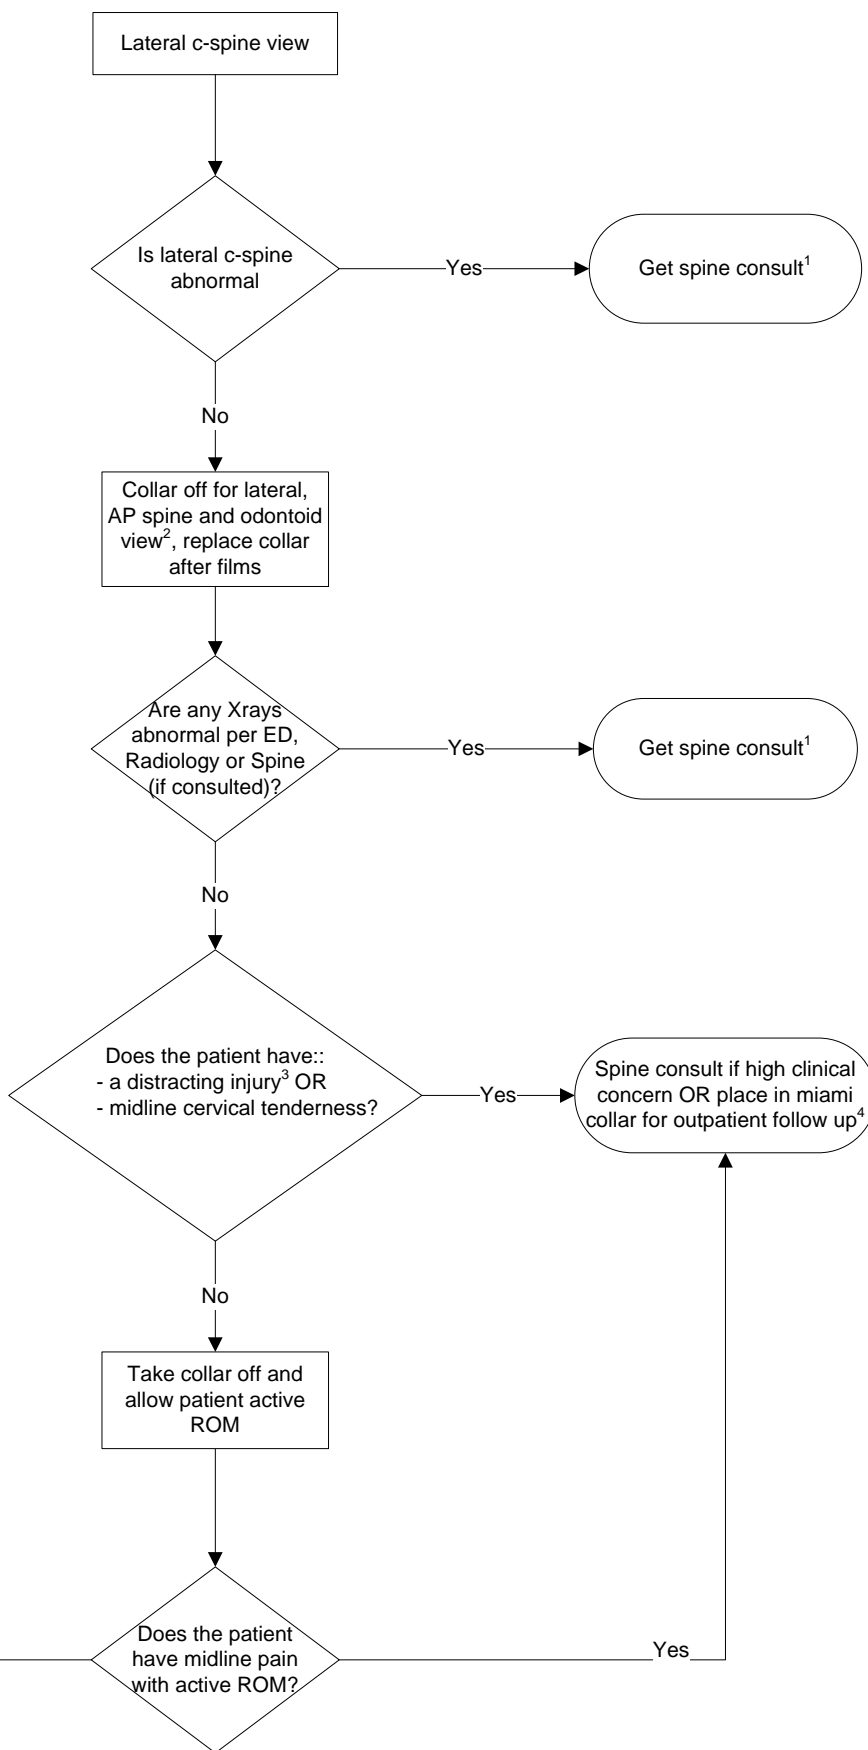 Lateral c-spine view
Is lateral c-spine
abnormal
Yes
Get spine consult¹
No
Collar off for lateral,
AP spine and odontoid
view², replace collar
after films
Are any Xrays
abnormal per ED,
Radiology or Spine
(if consulted)?
Yes
Get spine consult¹
No
Does the patient have::
- a distracting injury³ OR
- midline cervical tenderness?
Yes
Spine consult if high clinical
concern OR place in miami
collar for outpatient follow up⁴
No
Take collar off and
allow patient active
ROM
Does the patient
have midline pain
with active ROM?
Yes